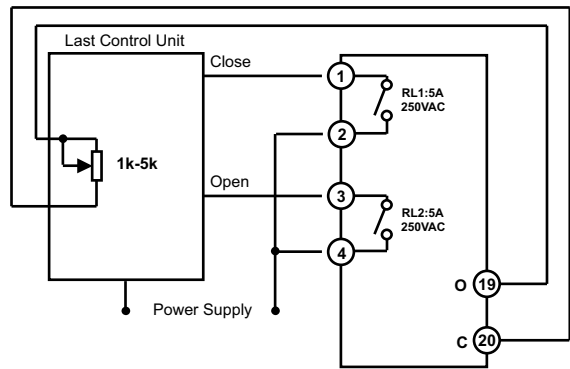 Last Control Unit
Close
1
RL1:5A
250VAC
2
1k-5k
Open
3
RL2:5A
250VAC
4
O 19
Power Supply
C 20